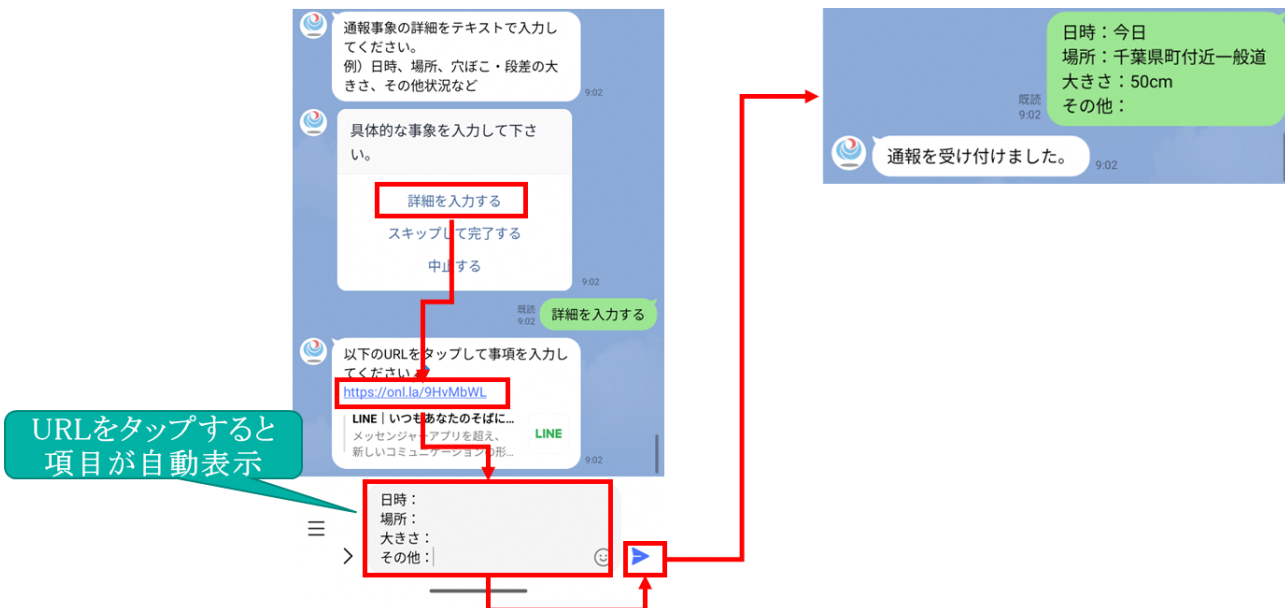 通報事象の詳細をテキストで入力し
てください。
例）日時、場所、穴ぼこ・段差の大
きさ、その他状況など
9:02
具体的な事象を入力して下さ
い。
詳細を入力する
スキップして完了する
中止する
9:02
既読
9:02
詳細を入力する
以下のURLをタップして事項を入力し
てください
https://onl.la/9HvMbWL
LINE｜いつもあなたのそばに...
メッセンジャーアプリを超え、
新しいコミュニケーションの形...
LINE
9:02
URLをタップすると
項目が自動表示
日時：
場所：
大きさ：
その他：
日時：今日
場所：千葉県町付近一般道
大きさ：50cm
その他：
既読
9:02
通報を受け付けました。
9:02